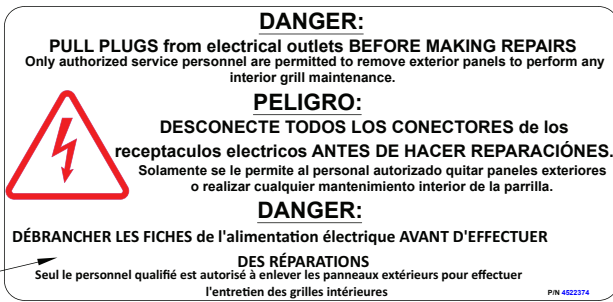 DANGER:
PULL PLUGS from electrical outlets BEFORE MAKING REPAIRS
Only authorized service personnel are permitted to remove exterior panels to perform any
interior grill maintenance.
PELIGRO:
DESCONECTE TODOS LOS CONECTORES de los
receptaculos electricos ANTES DE HACER REPARACIÓNES.
Solamente se le permite al personal autorizado quitar paneles exteriores
o realizar cualquier mantenimiento interior de la parrilla.
DANGER:
DÉBRANCHER LES FICHES de l'alimentation électrique AVANT D'EFFECTUER
DES RÉPARATIONS
Seul le personnel qualifié est autorisé à enlever les panneaux extérieurs pour effectuer
l'entretien des grilles intérieures
P/N 4522374